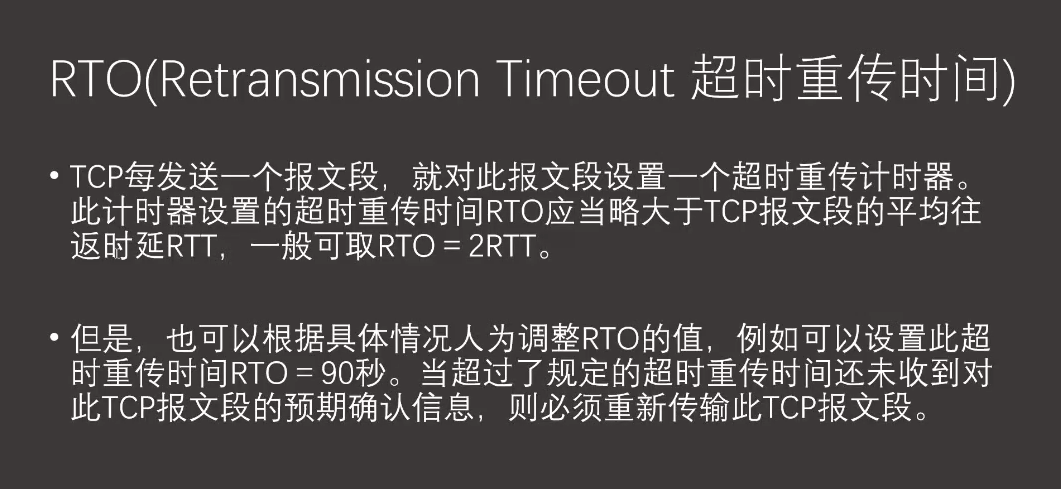 RTO(Retransmission Timeout 超时重传时间)
• TCP每发送一个报文段，就对此报文段设置一个超时重传计时器。
此计时器设置的超时重传时间RTO应当略大于TCP报文段的平均往
返时延RTT，一般可取RTO = 2RTT。
• 但是，也可以根据具体情况人为调整RTO的值，例如可以设置此超
时重传时间RTO = 90秒。当超过了规定的超时重传时间还未收到对
此TCP报文段的预期确认信息，则必须重新传输此TCP报文段。